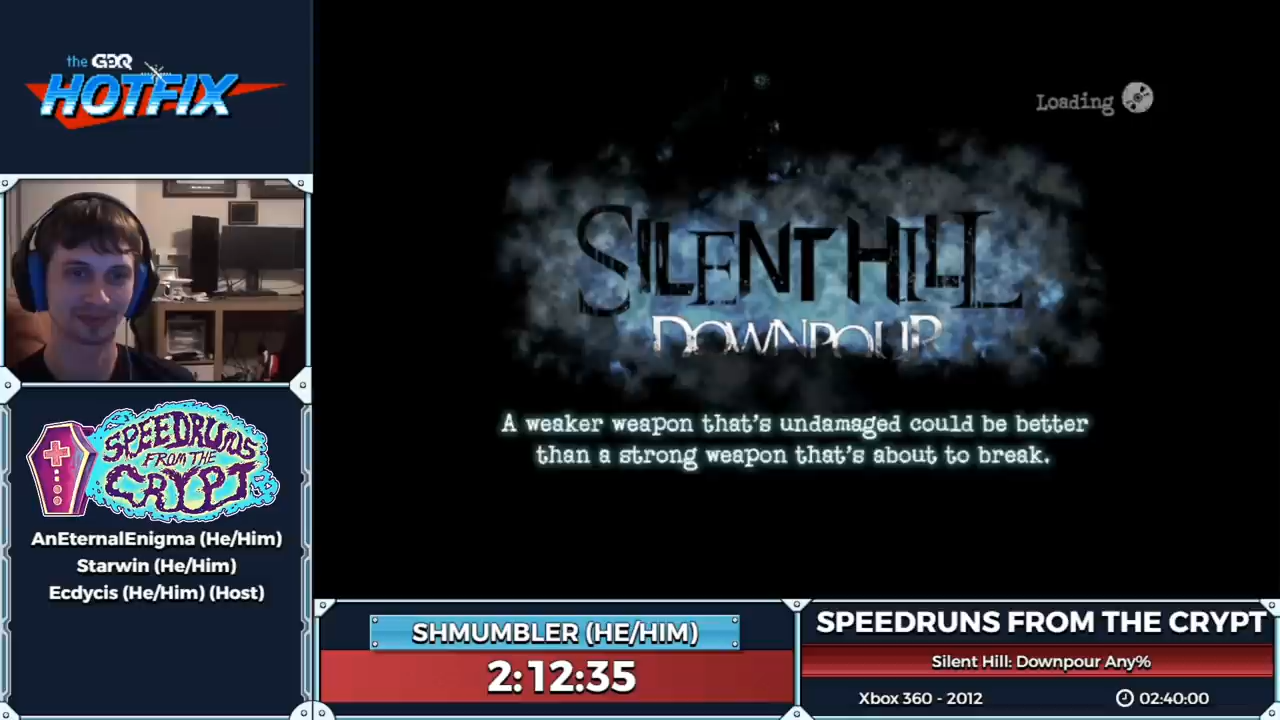 the GDQ
HOTFIX
Loading
SILENT HILL
DOWNPOUR
A weaker weapon that's undamaged could be better
than a strong weapon that's about to break.
SPEEDRUNS
FROM THE
CRYPT
AnEternalEnigma (He/Him)
Starwin (He/Him)
Ecdycis (He/Him) (Host)
SHMUMBLER (HE/HIM)
2:12:35
SPEEDRUNS FROM THE CRYPT
Silent Hill: Downpour Any%
Xbox 360 - 2012
02:40:00